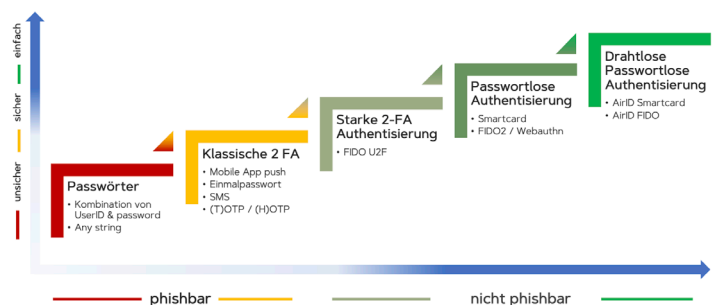 einfach
sicher
unsicher
Passwörter
• Kombination von
UserID & password
• Any string
Klassische 2 FA
• Mobile App push
• Einmalpasswort
• SMS
• (T)OTP / (H)OTP
Starke 2-FA
Authentisierung
• FIDO U2F
Passwortlose
Authentisierung
• Smartcard
• FIDO2 / Webauthn
Drahtlose
Passwortlose
Authentisierung
• AirID Smartcard
• AirID FIDO
phishbar
nicht phishbar